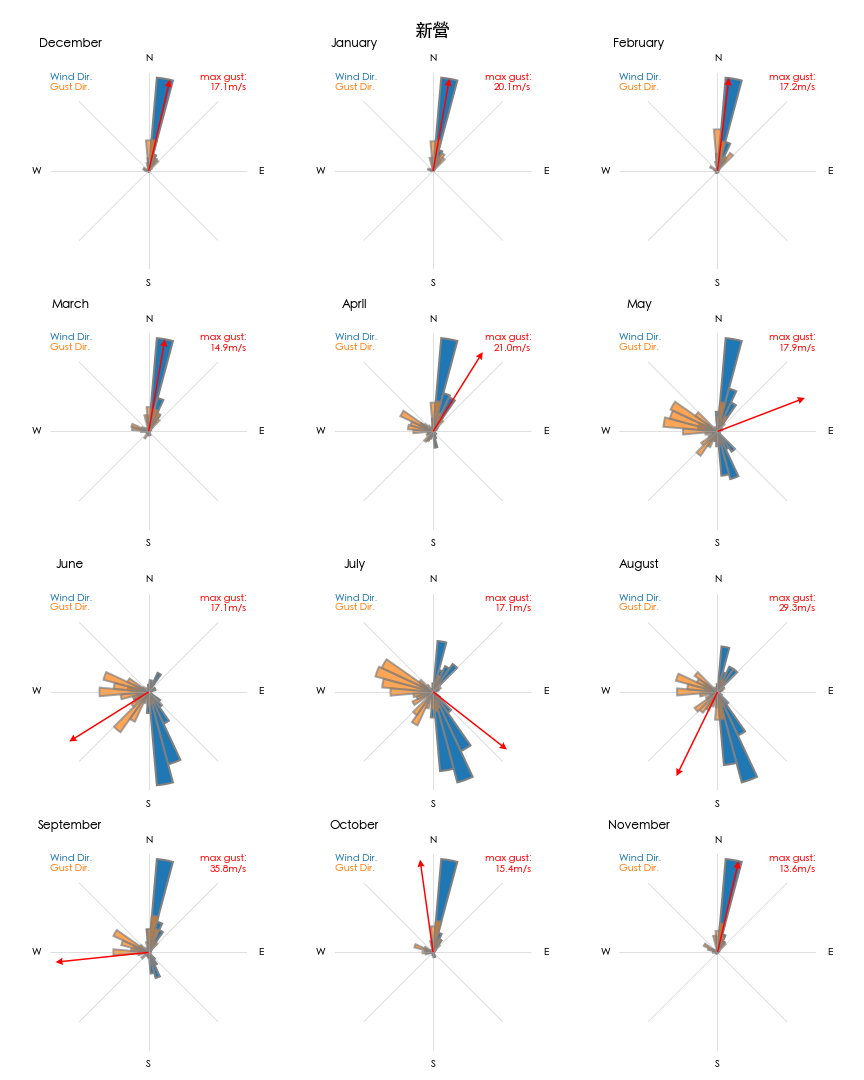 新營
December
N
Wind Dir.
Gust Dir.
max gust:
17.1m/s
W
E
S
January
N
Wind Dir.
Gust Dir.
max gust:
20.1m/s
W
E
S
February
N
Wind Dir.
Gust Dir.
max gust:
17.2m/s
W
E
S
March
N
Wind Dir.
Gust Dir.
max gust:
14.9m/s
W
E
S
April
N
Wind Dir.
Gust Dir.
max gust:
21.0m/s
W
E
S
May
N
Wind Dir.
Gust Dir.
max gust:
17.9m/s
W
E
S
June
N
Wind Dir.
Gust Dir.
max gust:
17.1m/s
W
E
S
July
N
Wind Dir.
Gust Dir.
max gust:
17.1m/s
W
E
S
August
N
Wind Dir.
Gust Dir.
max gust:
29.3m/s
W
E
S
September
N
Wind Dir.
Gust Dir.
max gust:
35.8m/s
W
E
S
October
N
Wind Dir.
Gust Dir.
max gust:
15.4m/s
W
E
S
November
N
Wind Dir.
Gust Dir.
max gust:
13.6m/s
W
E
S